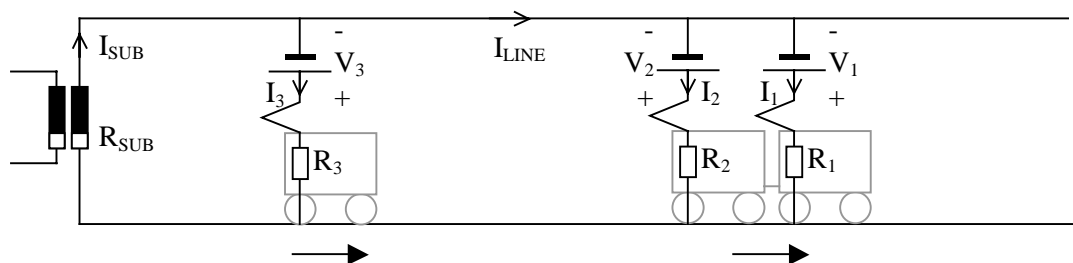 - - -
I_SUB I_LINE V_3 V_2 V_1
I_3 + + I_2 I_1 +
R_SUB R_3 R_2 R_1